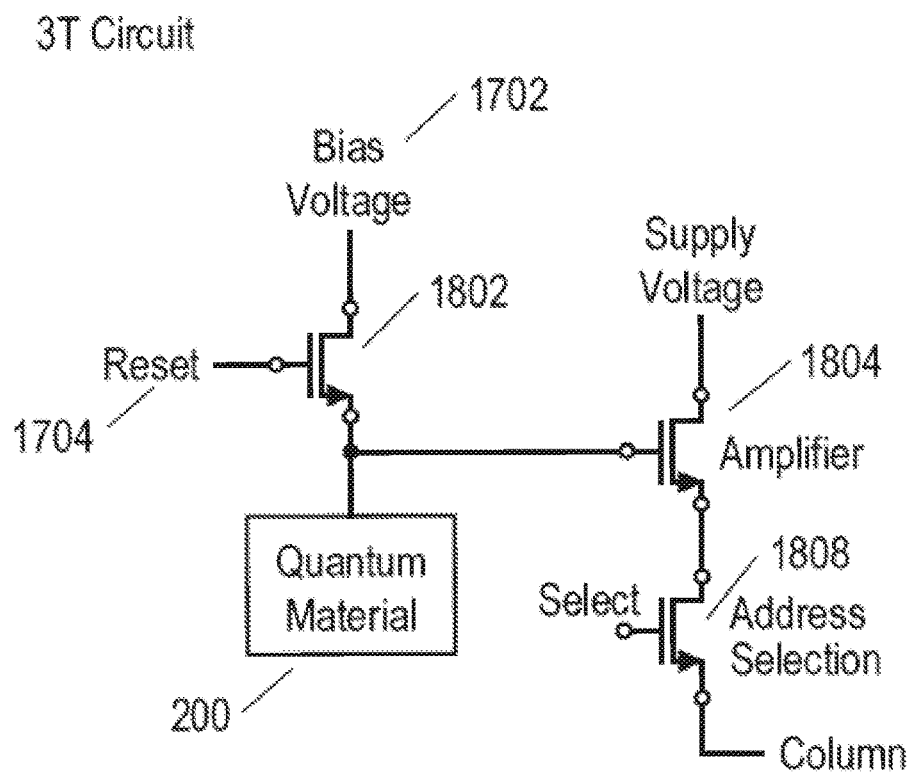 3T Circuit
1702
Bias
Voltage
Supply
Voltage
1802
Reset
1704
1804
Amplifier
Quantum
Material
1808
Select
Address
Selection
200
Column